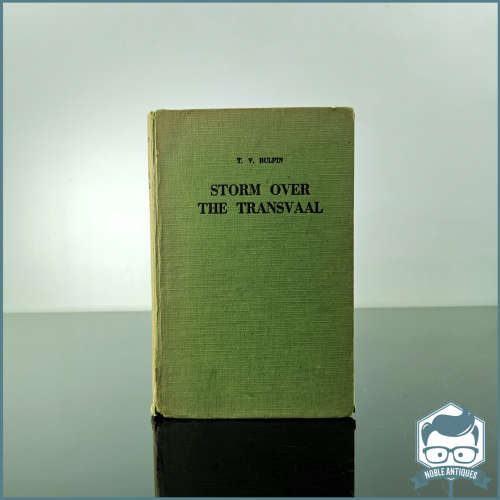 T. V. BULPIN
STORM OVER
THE TRANSVAAL
NOBLE ANTIQUES